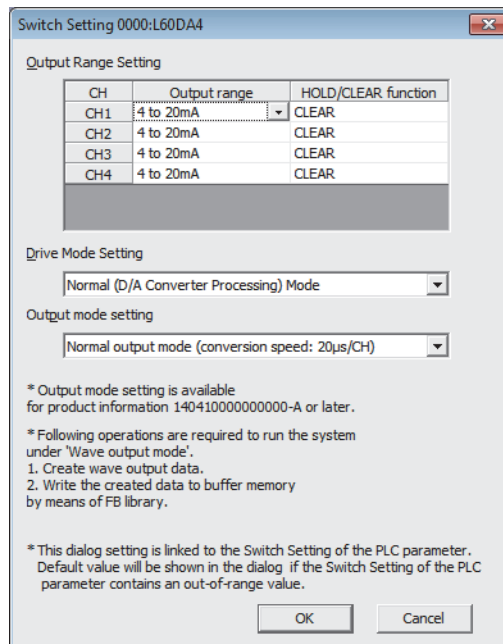 Switch Setting 0000:L60DA4
Output Range Setting
CH Output range HOLD/CLEAR function
CH1 4 to 20mA CLEAR
CH2 4 to 20mA CLEAR
CH3 4 to 20mA CLEAR
CH4 4 to 20mA CLEAR
Drive Mode Setting
Normal (D/A Converter Processing) Mode
Output mode setting
Normal output mode (conversion speed: 20µs/CH)
* Output mode setting is available
for product information 140410000000000-A or later.
* Following operations are required to run the system
under 'Wave output mode'.
1. Create wave output data.
2. Write the created data to buffer memory
by means of FB library.
* This dialog setting is linked to the Switch Setting of the PLC parameter.
Default value will be shown in the dialog if the Switch Setting of the PLC
parameter contains an out-of-range value.
OK Cancel